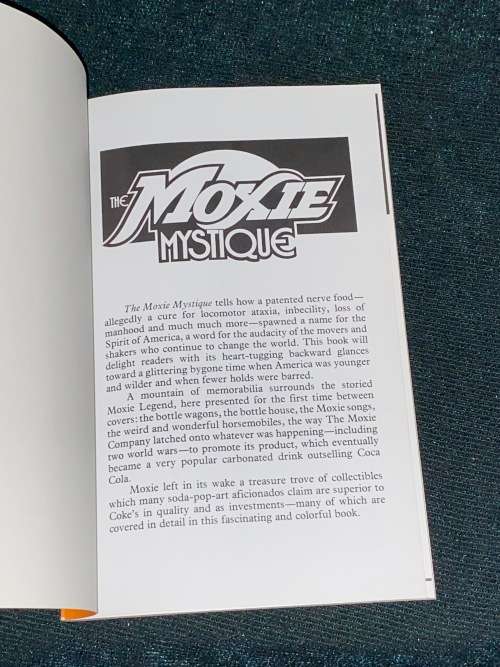 THE MOXIE
MYSTIQUE
The Moxie Mystique tells how a patented nerve food—
allegedly a cure for locomotor ataxia, inbecility, loss of
manhood and much much more—spawned a name for the
Spirit of America, a word for the audacity of the movers and
shakers who continue to change the world. This book will
delight readers with its heart-tugging backward glances
toward a glittering bygone time when America was younger
and wilder and when fewer holds were barred.
A mountain of memorabilia surrounds the storied
Moxie Legend, here presented for the first time between
covers: the bottle wagons, the bottle house, the Moxie songs,
the weird and wonderful horsemobiles, the way The Moxie
Company latched onto whatever was happening—including
two world wars—to promote its product, which eventually
became a very popular carbonated drink outselling Coca
Cola.
Moxie left in its wake a treasure trove of collectibles
which many soda-pop-art aficionados claim are superior to
Coke's in quality and as investments—many of which are
covered in detail in this fascinating and colorful book.